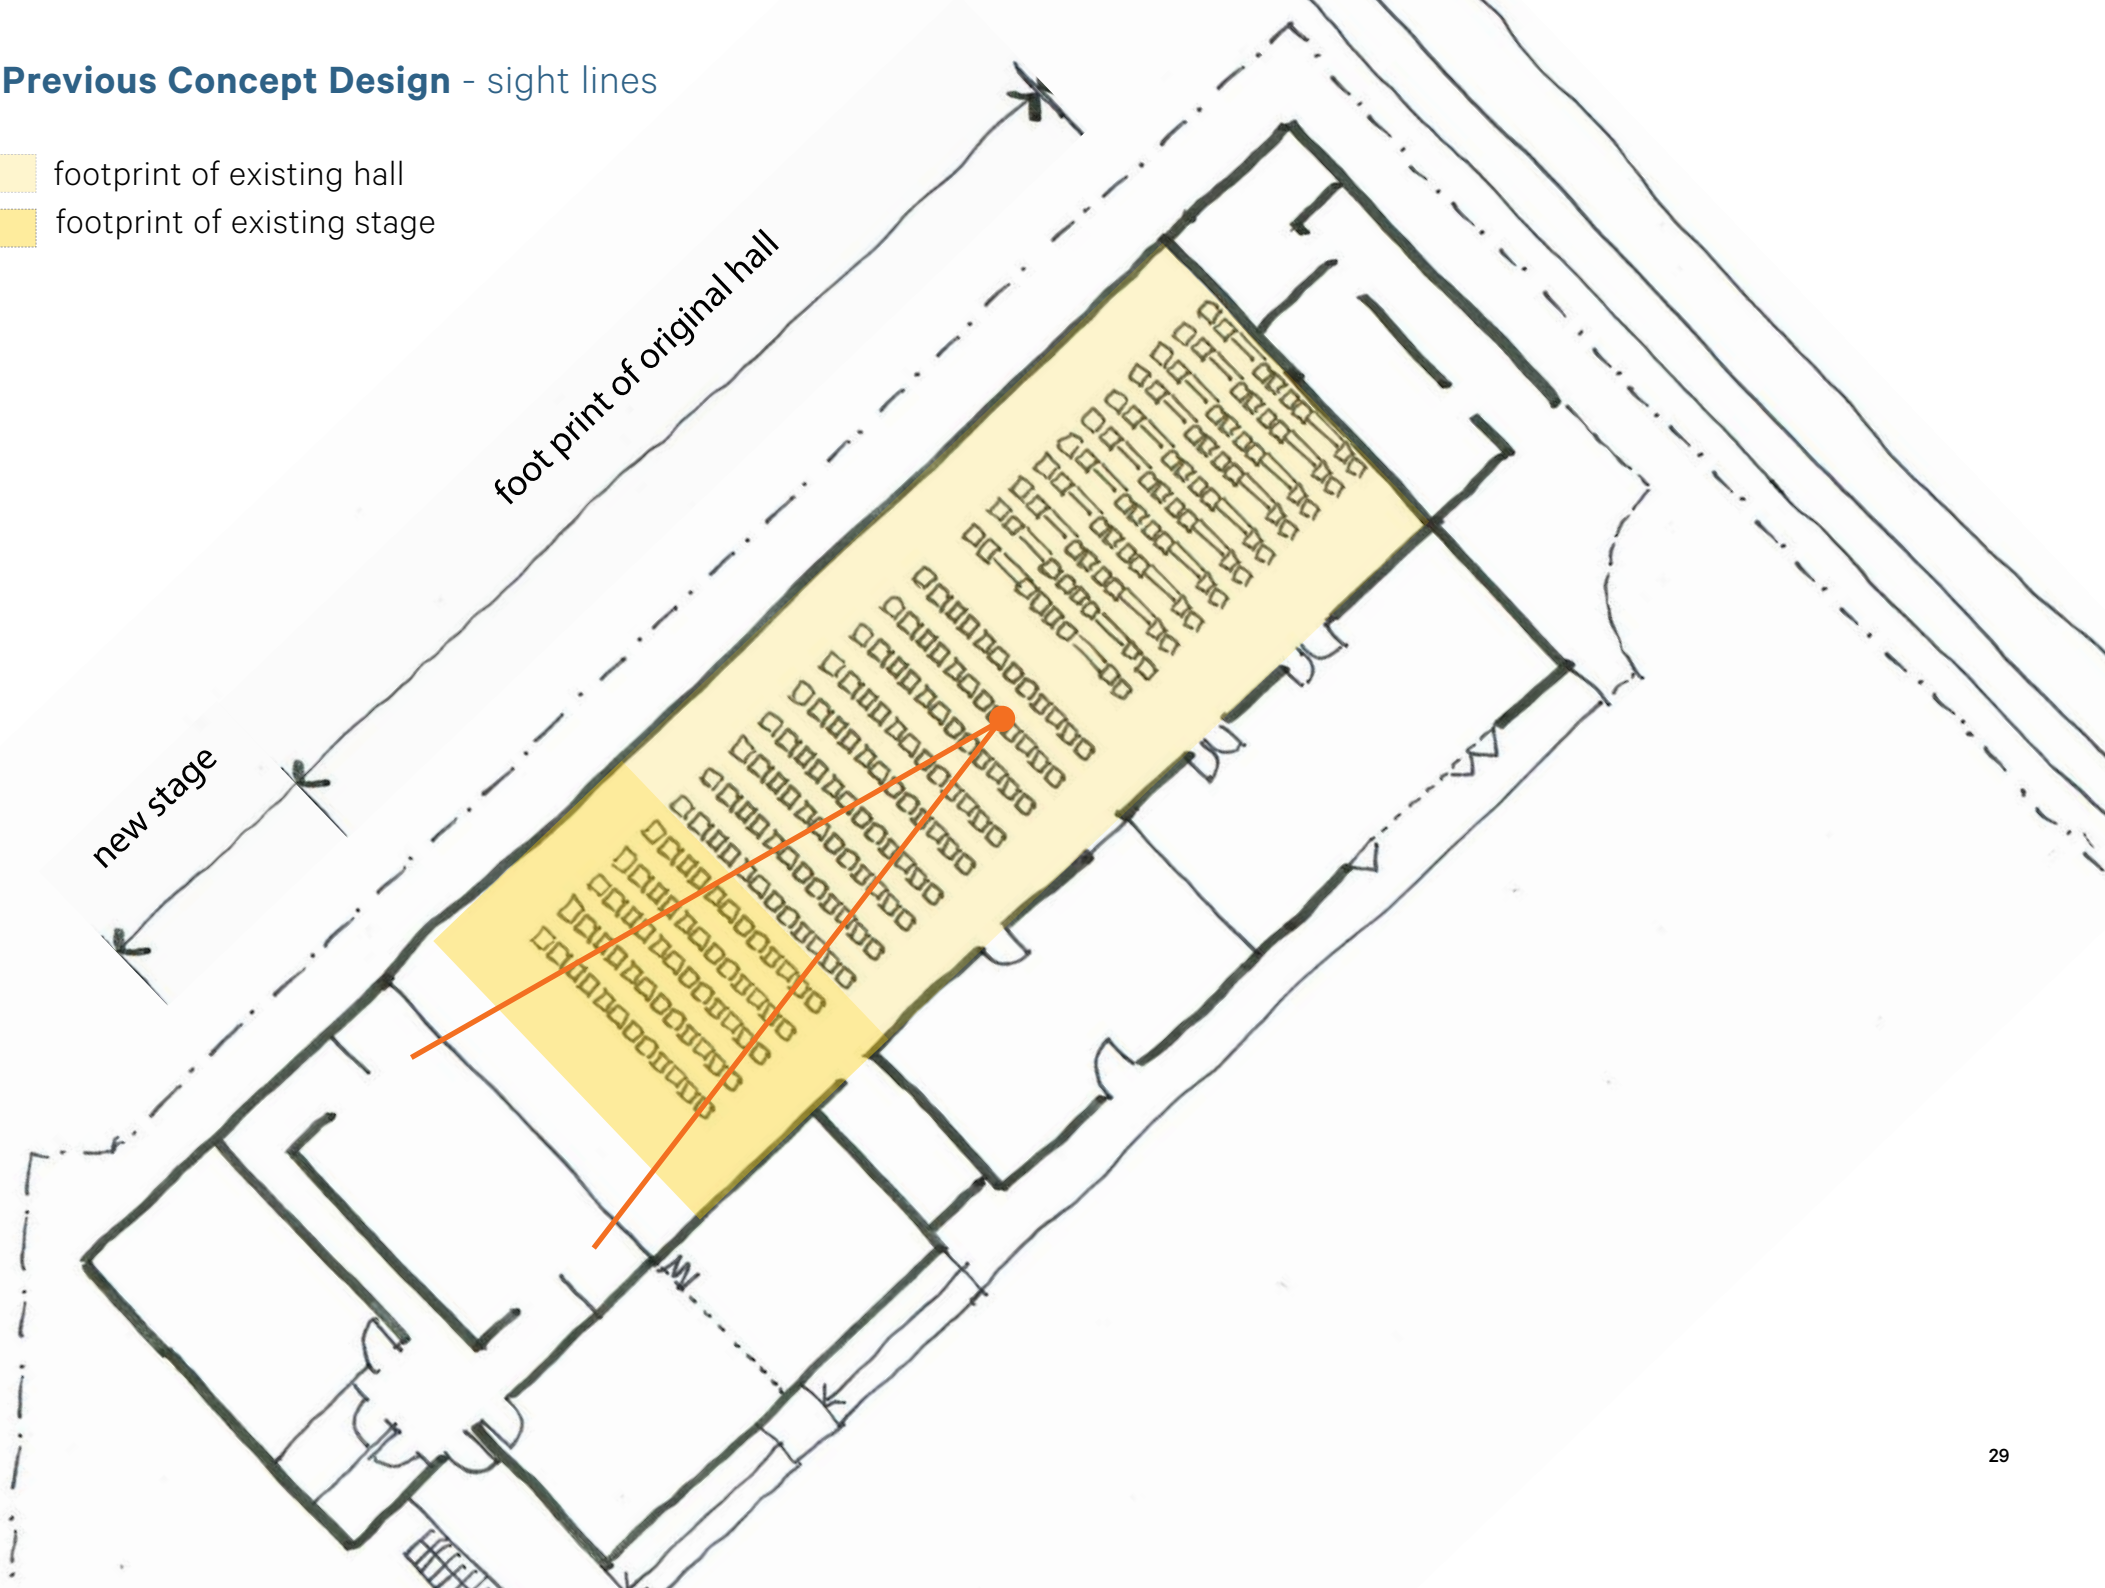 Previous Concept Design - sight lines
footprint of existing hall
footprint of existing stage
foot print of original hall
new stage
29